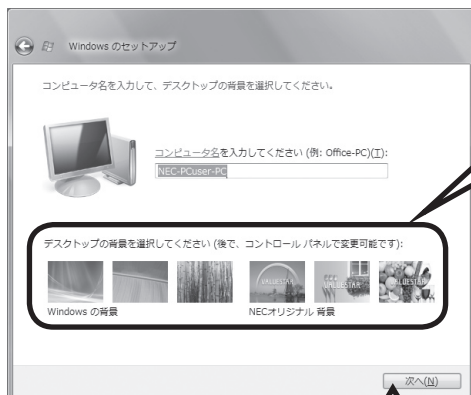 Windows のセットアップ
コンピュータ名を入力して、デスクトップの背景を選択してください。
コンピュータ名を入力してください (例: Office-PC)(T):
NEC-PCuser-PC
デスクトップの背景を選択してください (後で、コントロール パネルで変更可能です):
VALUESTAR
VALUESTAR
VALUESTAR
Windows の背景
NECオリジナル 背景
次へ(N)